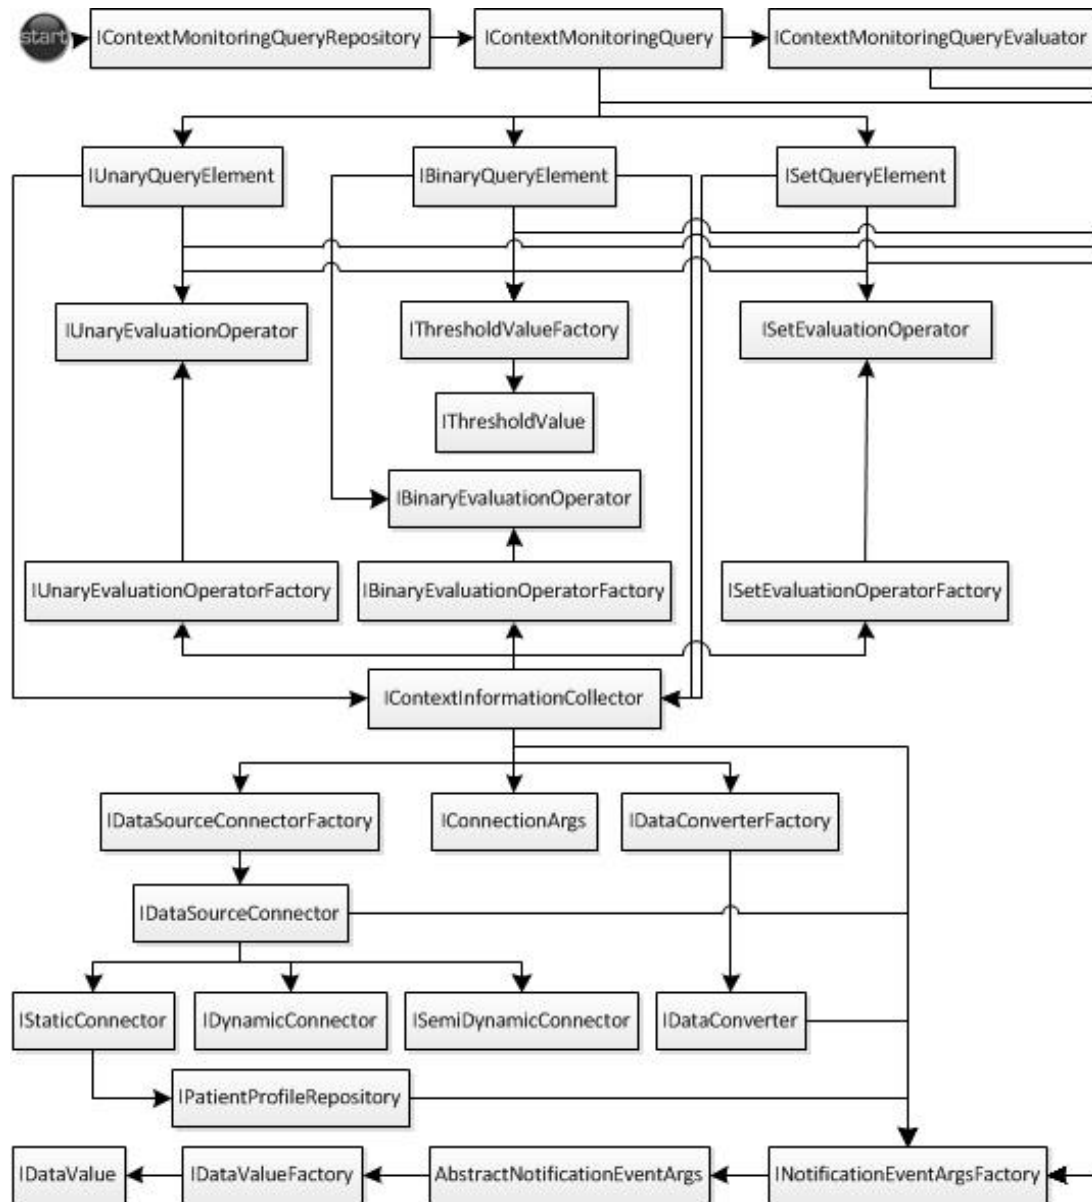 start
IContextMonitoringQueryRepository
IContextMonitoringQuery
IContextMonitoringQueryEvaluator
IUnaryQueryElement
IBinaryQueryElement
ISetQueryElement
IUnaryEvaluationOperator
IThresholdValueFactory
ISetEvaluationOperator
IThresholdValue
IBinaryEvaluationOperator
IUnaryEvaluationOperatorFactory
IBinaryEvaluationOperatorFactory
ISetEvaluationOperatorFactory
IContextInformationCollector
IDataSourceConnectorFactory
IConnectionArgs
IDataConverterFactory
IDataSourceConnector
IStaticConnector
IDynamicConnector
ISemiDynamicConnector
IDataConverter
IPatientProfileRepository
IDataValue
IDataValueFactory
AbstractNotificationEventArgs
INotificationEventArgsFactory